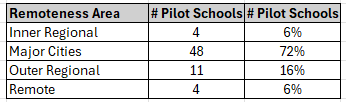 Remoteness Area # Pilot Schools # Pilot Schools
Inner Regional 4 6%
Major Cities 48 72%
Outer Regional 11 16%
Remote 4 6%